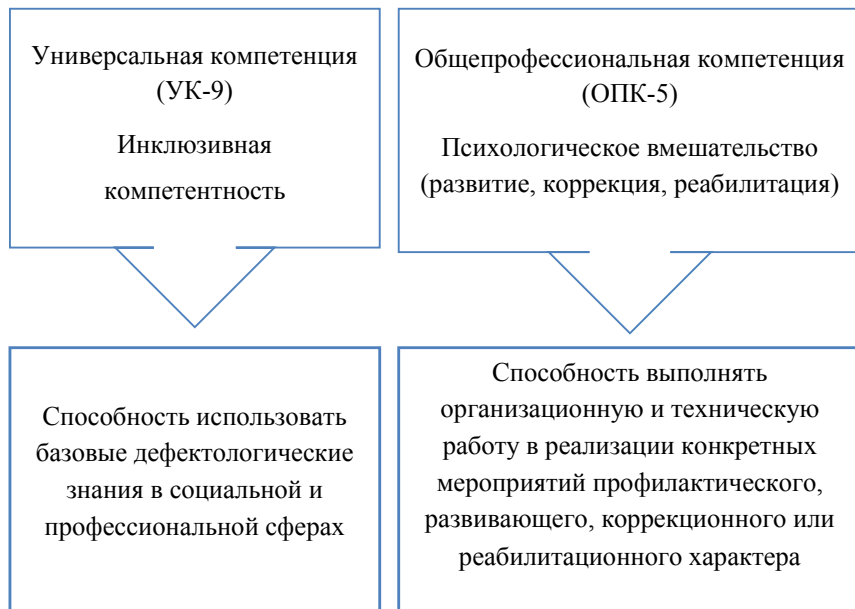 Универсальная компетенция
(УК-9)
Инклюзивная
компетентность
Общепрофессиональная компетенция
(ОПК-5)
Психологическое вмешательство
(развитие, коррекция, реабилитация)
Способность использовать
базовые дефектологические
знания в социальной и
профессиональной сферах
Способность выполнять
организационную и техническую
работу в реализации конкретных
мероприятий профилактического,
развивающего, коррекционного или
реабилитационного характера